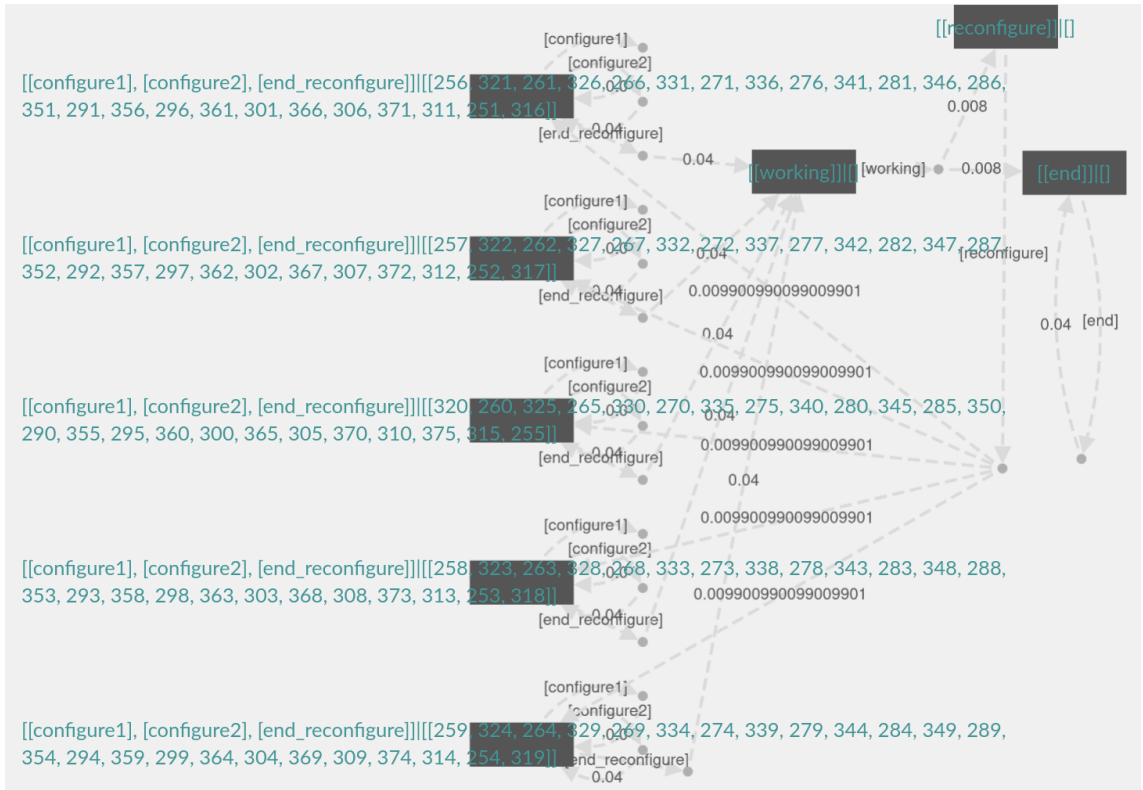 [[reconfigure]]|[]
[configure1]
[configure2]
[[configure1], [configure2], [end_reconfigure]]|[[256, 321, 261, 326, 266, 331, 271, 336, 276, 341, 281, 346, 286,
0.008
351, 291, 356, 296, 361, 301, 366, 306, 371, 311, 251, 316]]
0.04
[end_reconfigure]
0.04
[[working]]|[]
[working]
0.008
[[end]]|[]
[configure1]
[configure2]
[[configure1], [configure2], [end_reconfigure]]|[[257, 322, 262, 327, 267, 332, 272, 337, 277, 342, 282, 347, 287,
0.04
[reconfigure]
352, 292, 357, 297, 362, 302, 367, 307, 372, 312, 252, 317]]
0.04
[end_reconfigure]
0.009900990099009901
0.04
0.04
[end]
[configure1]
0.009900990099009901
[configure2]
[[configure1], [configure2], [end_reconfigure]]|[[320, 260, 325, 265, 330, 270, 335, 275, 340, 280, 345, 285, 350,
0.04
290, 355, 295, 360, 300, 365, 305, 370, 310, 375, 315, 255]]
0.009900990099009901
0.04
[end_reconfigure]
0.04
[configure1]
0.009900990099009901
[configure2]
[[configure1], [configure2], [end_reconfigure]]|[[258, 323, 263, 328, 268, 333, 273, 338, 278, 343, 283, 348, 288,
353, 293, 358, 298, 363, 303, 368, 308, 373, 313, 253, 318]]
0.009900990099009901
0.04
[end_reconfigure]
[configure1]
[configure2]
[[configure1], [configure2], [end_reconfigure]]|[[259, 324, 264, 329, 269, 334, 274, 339, 279, 344, 284, 349, 289,
354, 294, 359, 299, 364, 304, 369, 309, 374, 314, 254, 319]]
[end_reconfigure]
0.04